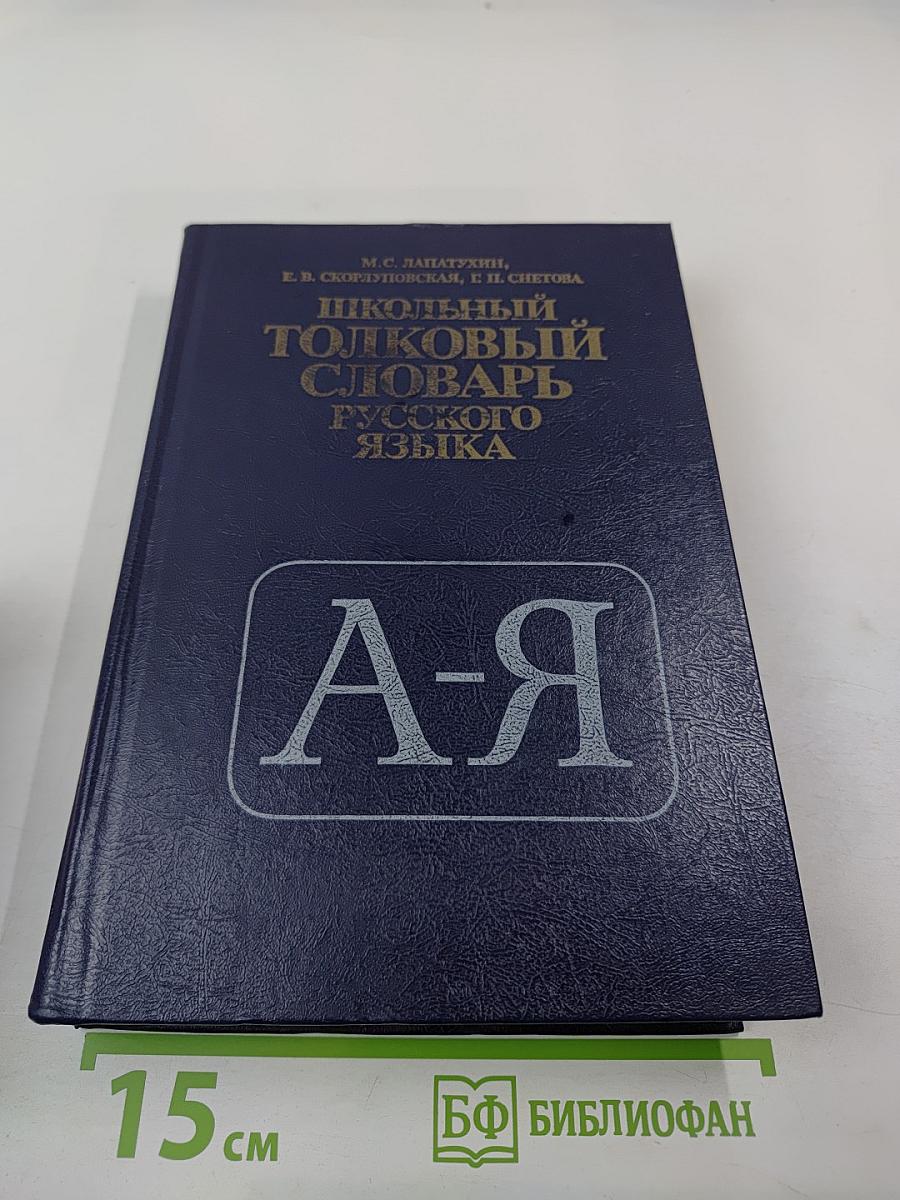 М. С. ЛАПАТУХИН,
Е. В. СКОРЛУПОВСКАЯ, Г. П. СНЕТОВА
ШКОЛЬНЫЙ
ТОЛКОВЫЙ
СЛОВАРЬ
РУССКОГО
ЯЗЫКА
А-Я
15 см
БФ БИБЛИОФАН